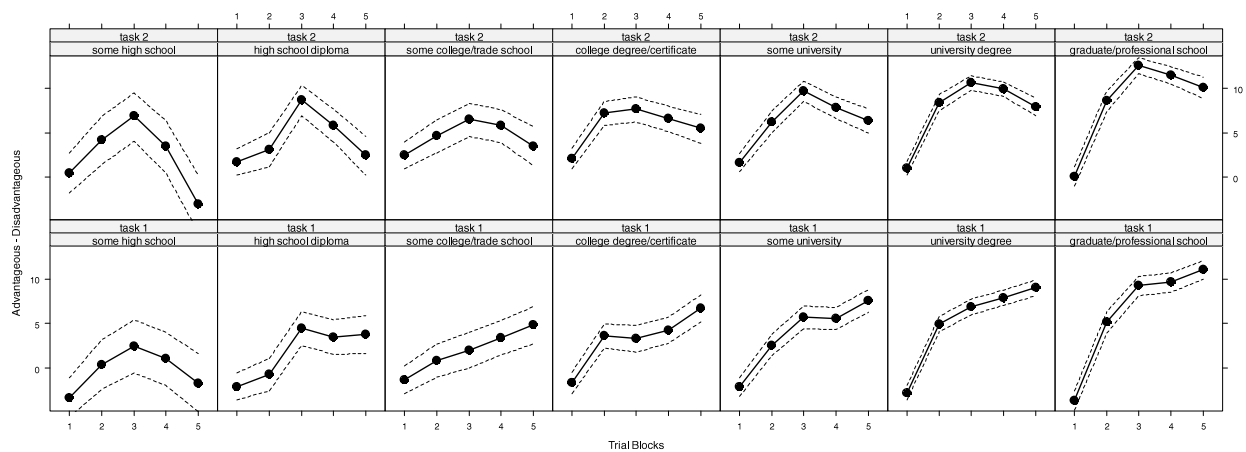 1 2 3 4 5 1 2 3 4 5 1 2 3 4 5
task 2 task 2 task 2 task 2 task 2 task 2 task 2
some high school high school diploma some college/trade school college degree/certificate some university university degree graduate/professional school
10
5
0
task 1 task 1 task 1 task 1 task 1 task 1 task 1
some high school high school diploma some college/trade school college degree/certificate some university university degree graduate/professional school
Advantageous - Disadvantageous
10
5
0
1 2 3 4 5 1 2 3 4 5 1 2 3 4 5 1 2 3 4 5
Trial Blocks